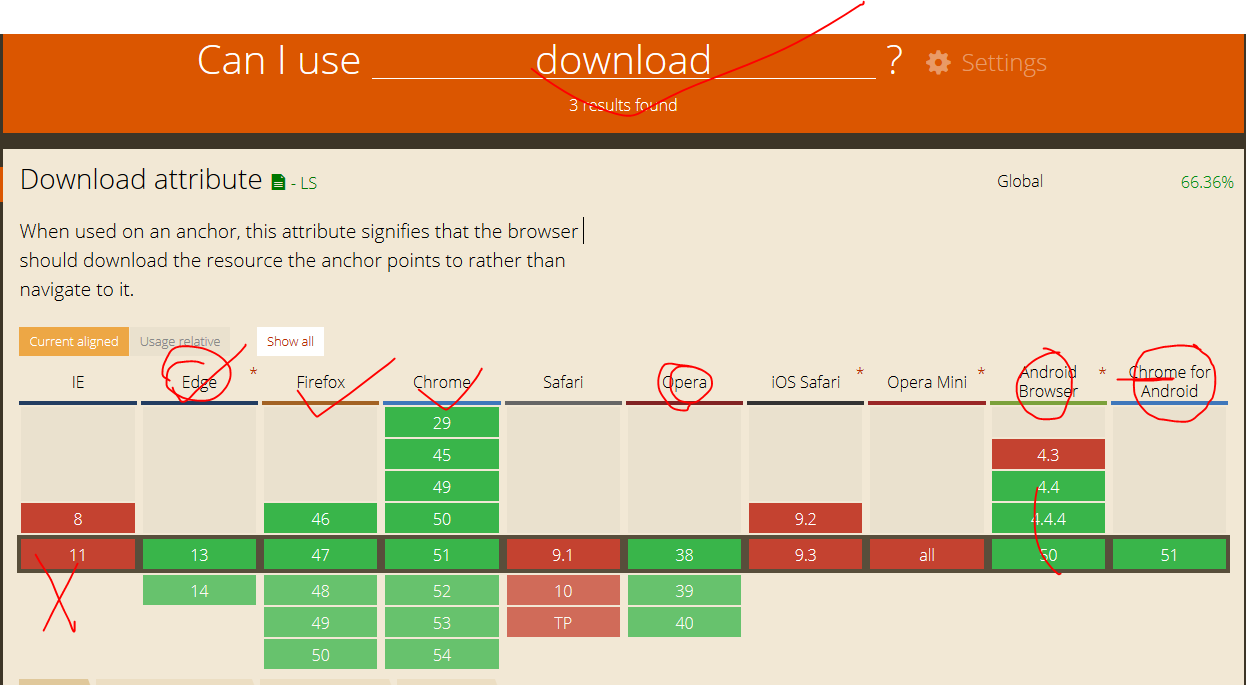 Can I use download ? Settings
3 results found
Download attribute - LS Global 66.36%
When used on an anchor, this attribute signifies that the browser
should download the resource the anchor points to rather than
navigate to it.
Current aligned Usage relative Show all
IE Edge * Firefox Chrome Safari Opera iOS Safari * Opera Mini * Android Browser * Chrome for Android
29
45 4.3
49 4.4
8 46 50 9.2 4.4.4
11 13 47 51 9.1 38 9.3 all 50 51
14 48 52 10 39
49 53 TP 40
50 54